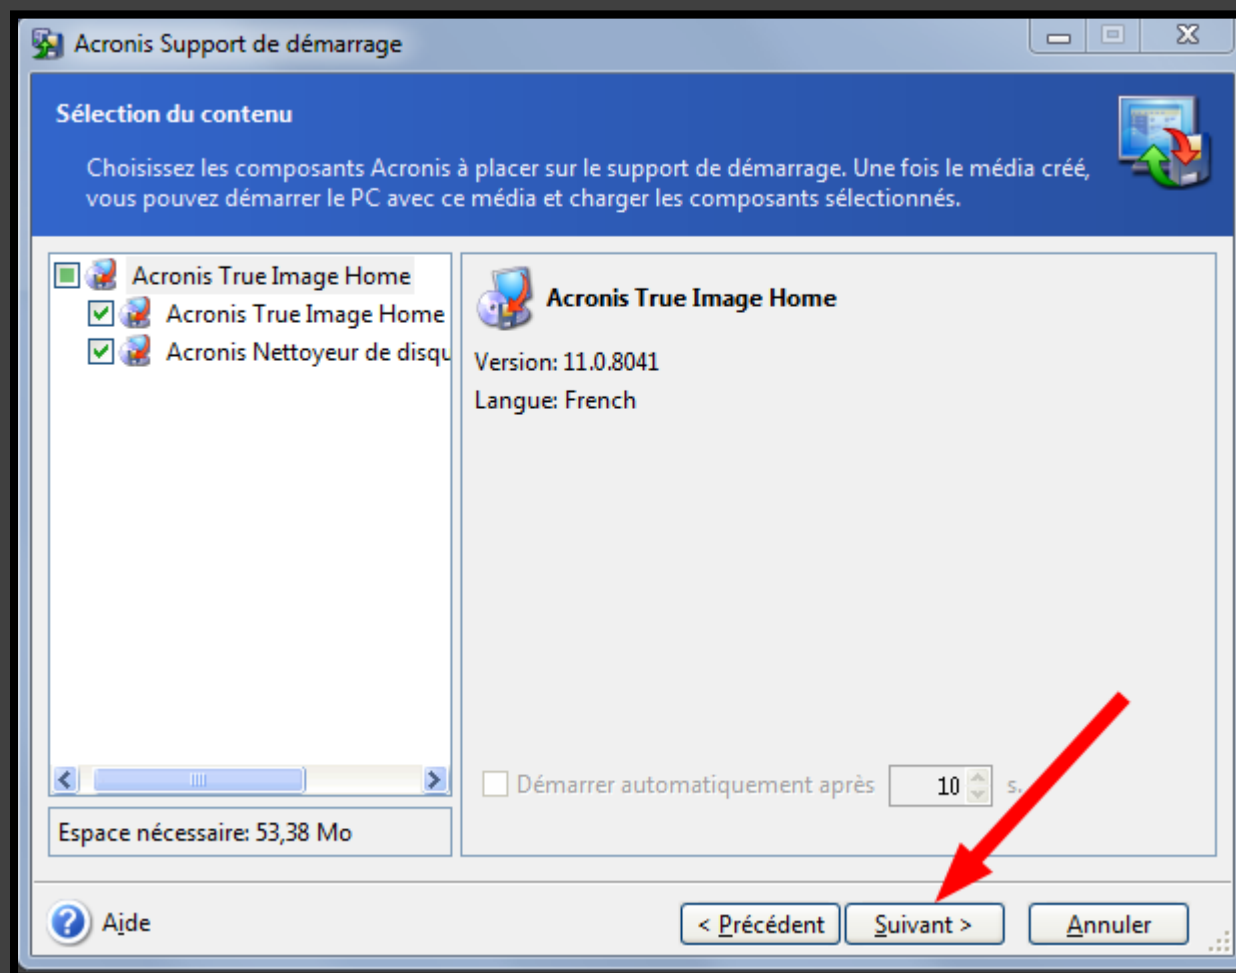 Acronis Support de démarrage
Sélection du contenu
Choisissez les composants Acronis à placer sur le support de démarrage. Une fois le média créé,
vous pouvez démarrer le PC avec ce média et charger les composants sélectionnés.
Acronis True Image Home
Acronis True Image Home
Acronis Nettoyeur de disqu
Espace nécessaire: 53,38 Mo
Acronis True Image Home
Version: 11.0.8041
Langue: French
Démarrer automatiquement après 10 s.
Aide
< Précédent
Suivant >
Annuler